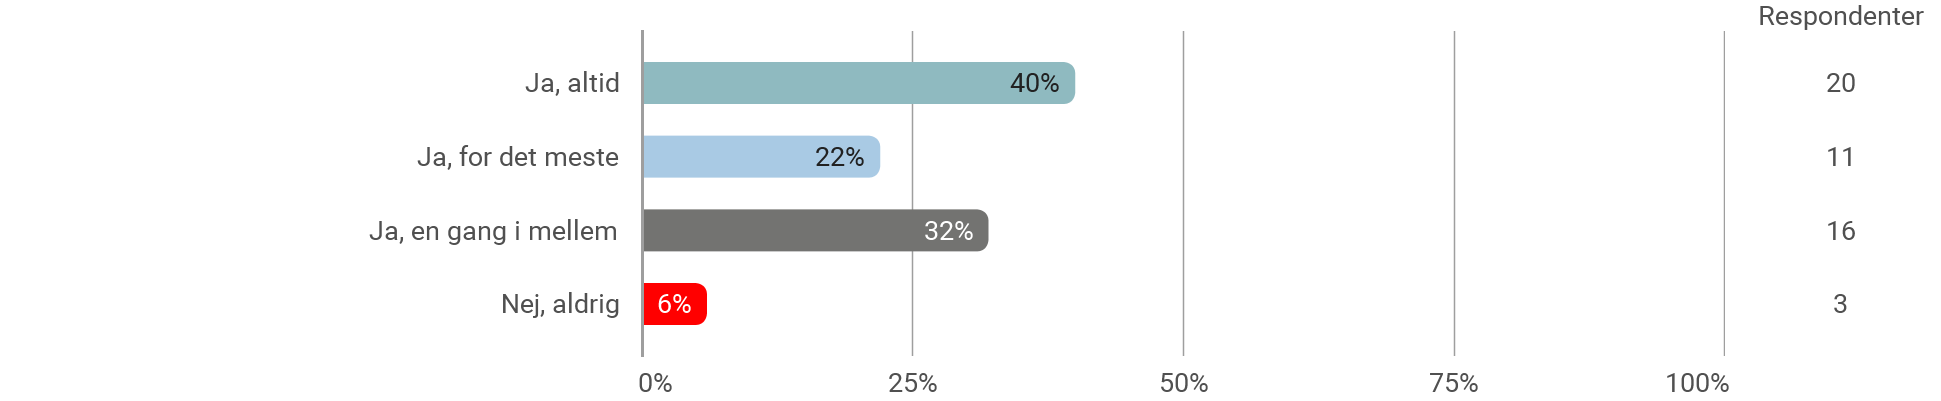 Respondenter
Ja, altid 40% 20
Ja, for det meste 22% 11
Ja, en gang i mellem 32% 16
Nej, aldrig 6% 3
0% 25% 50% 75% 100%